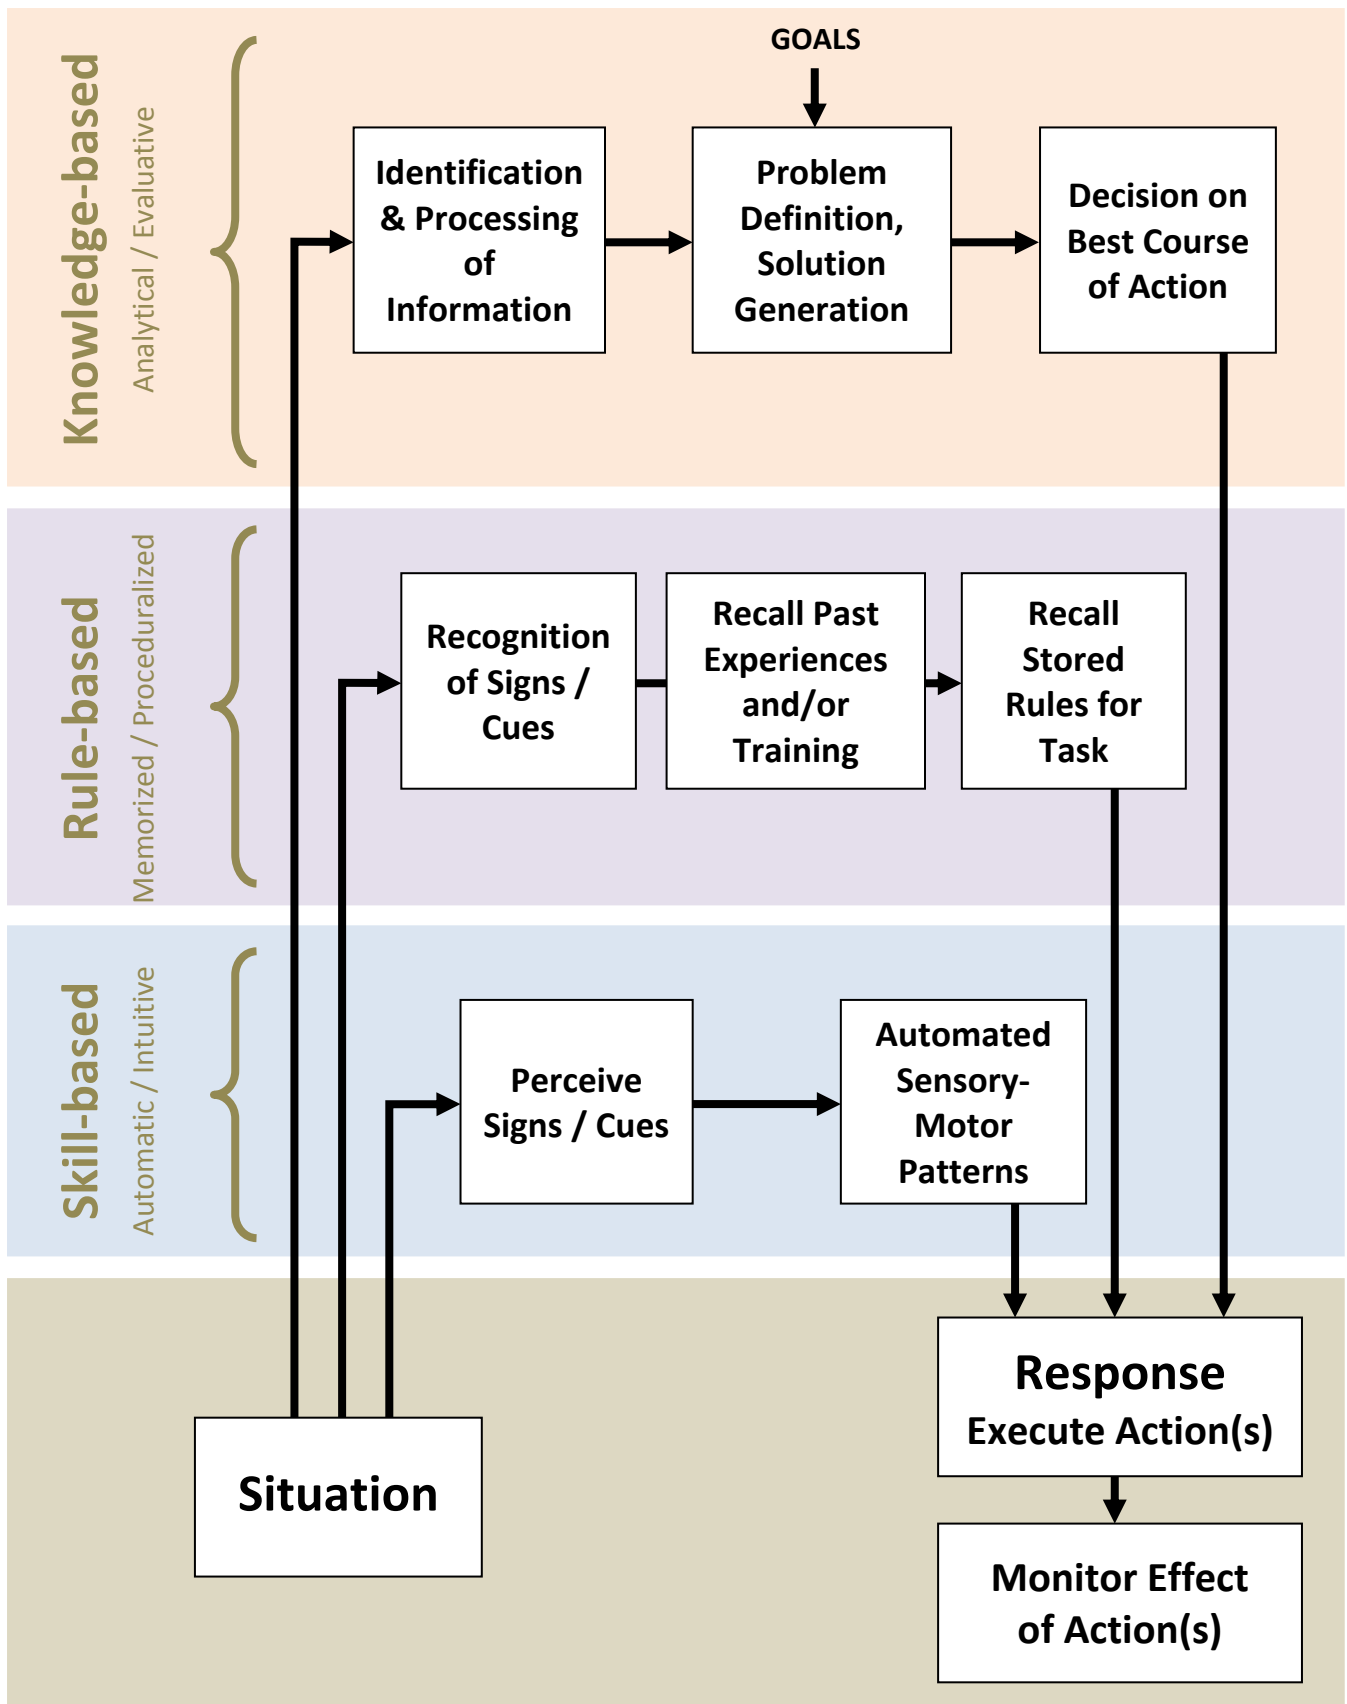 Knowledge-based
Analytical / Evaluative
GOALS
Identification
& Processing
of
Information
Problem
Definition,
Solution
Generation
Decision on
Best Course
of Action
Rule-based
Memorized / Proceduralized
Recognition
of Signs /
Cues
Recall Past
Experiences
and/or
Training
Recall
Stored
Rules for
Task
Skill-based
Automatic / Intuitive
Perceive
Signs / Cues
Automated
Sensory-
Motor
Patterns
Situation
Response
Execute Action(s)
Monitor Effect
of Action(s)